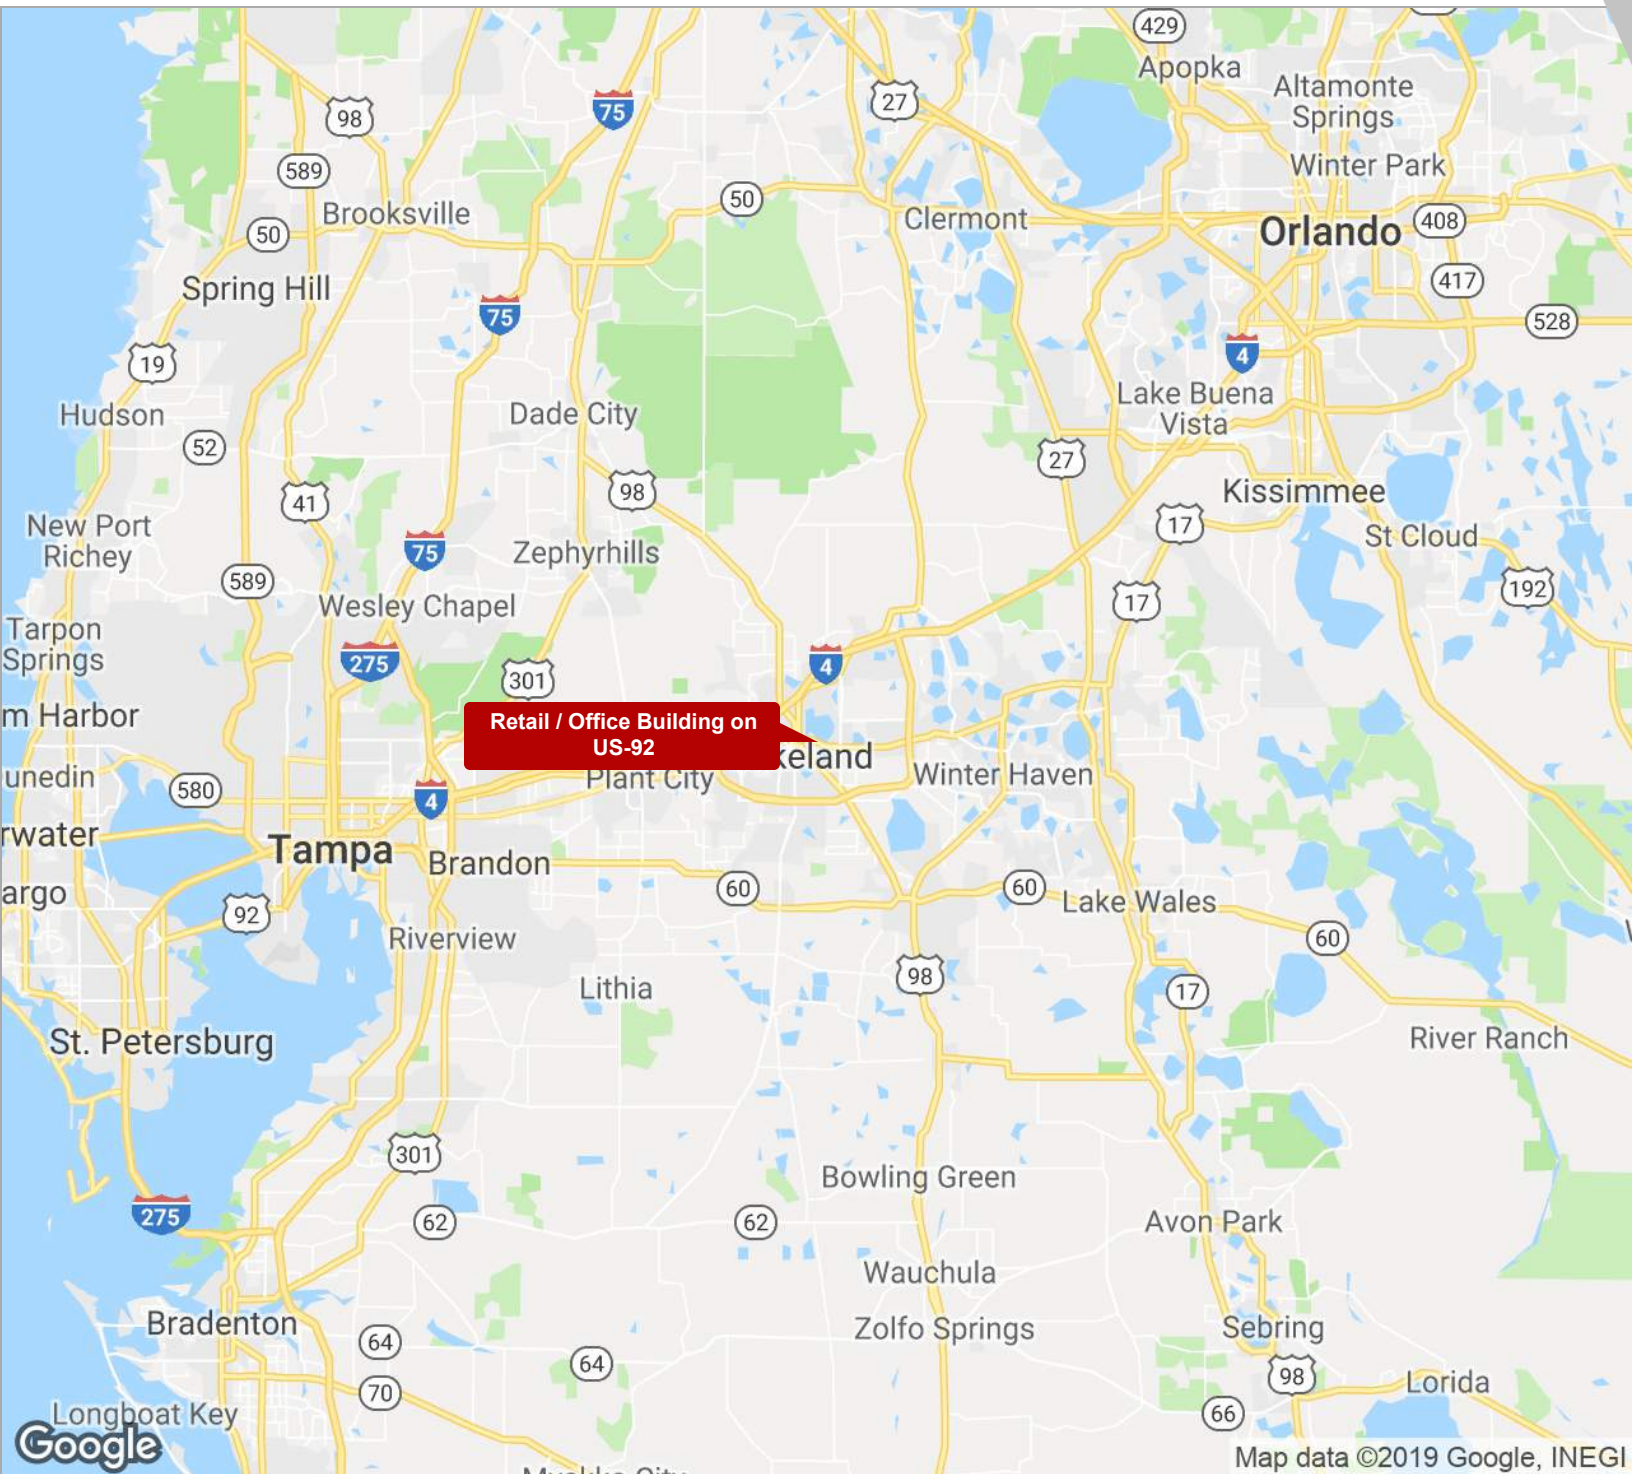 429
Apopka
Altamonte
Springs
27
75
98
Winter Park
589
50
Brooksville
Clermont
Orlando
408
50
417
Spring Hill
75
528
19
4
Lake Buena
Vista
Hudson
Dade City
52
27
98
Kissimmee
41
17
New Port
Richey
St Cloud
75
Zephyrhills
589
192
17
Wesley Chapel
Tarpon
Springs
275
4
301
m Harbor
Retail / Office Building on
US-92
keland
unedin
Plant City
Winter Haven
580
4
rwater
Tampa
Brandon
60
60
argo
Lake Wales
92
Riverview
60
98
Lithia
17
St. Petersburg
River Ranch
301
Bowling Green
275
62
62
Avon Park
Wauchula
Bradenton
Zolfo Springs
Sebring
64
64
98
70
Lorida
Longboat Key
66
Google
Map data ©2019 Google, INEGI